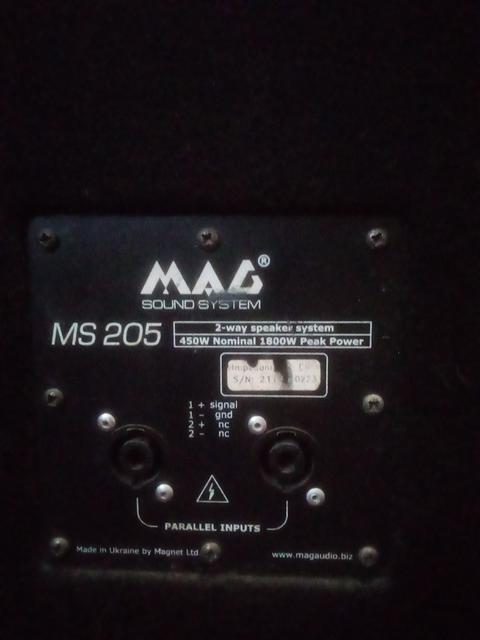 MAG®
SOUND SYSTEM
MS 205
2-way speaker system
450W Nominal 1800W Peak Power
S/N:
1 + signal
1 - gnd
2 + nc
2 - nc
PARALLEL INPUTS
Made in Ukraine by Magnet Ltd
www.magaudio.biz